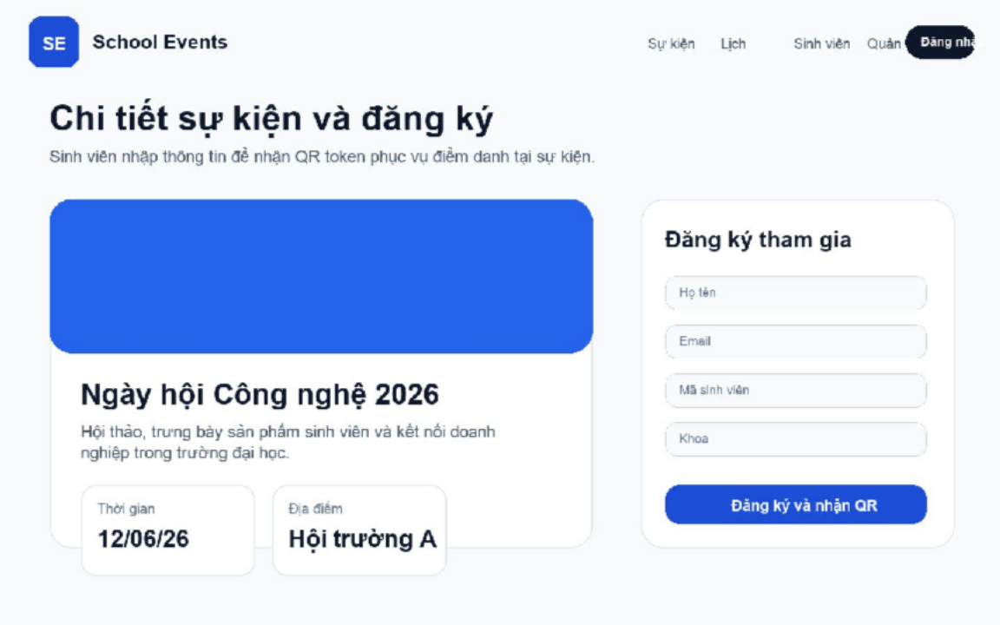 SE
School Events
Sự kiện
Lịch
Sinh viên
Quản
Đăng nhậ
Chi tiết sự kiện và đăng ký
Sinh viên nhập thông tin để nhận QR token phục vụ điểm danh tại sự kiện.
Ngày hội Công nghệ 2026
Hội thảo, trưng bày sản phẩm sinh viên và kết nối doanh
nghiệp trong trường đại học.
Thời gian
12/06/26
Địa điểm
Hội trường A
Đăng ký tham gia
Họ tên
Email
Mã sinh viên
Khoa
Đăng ký và nhận QR